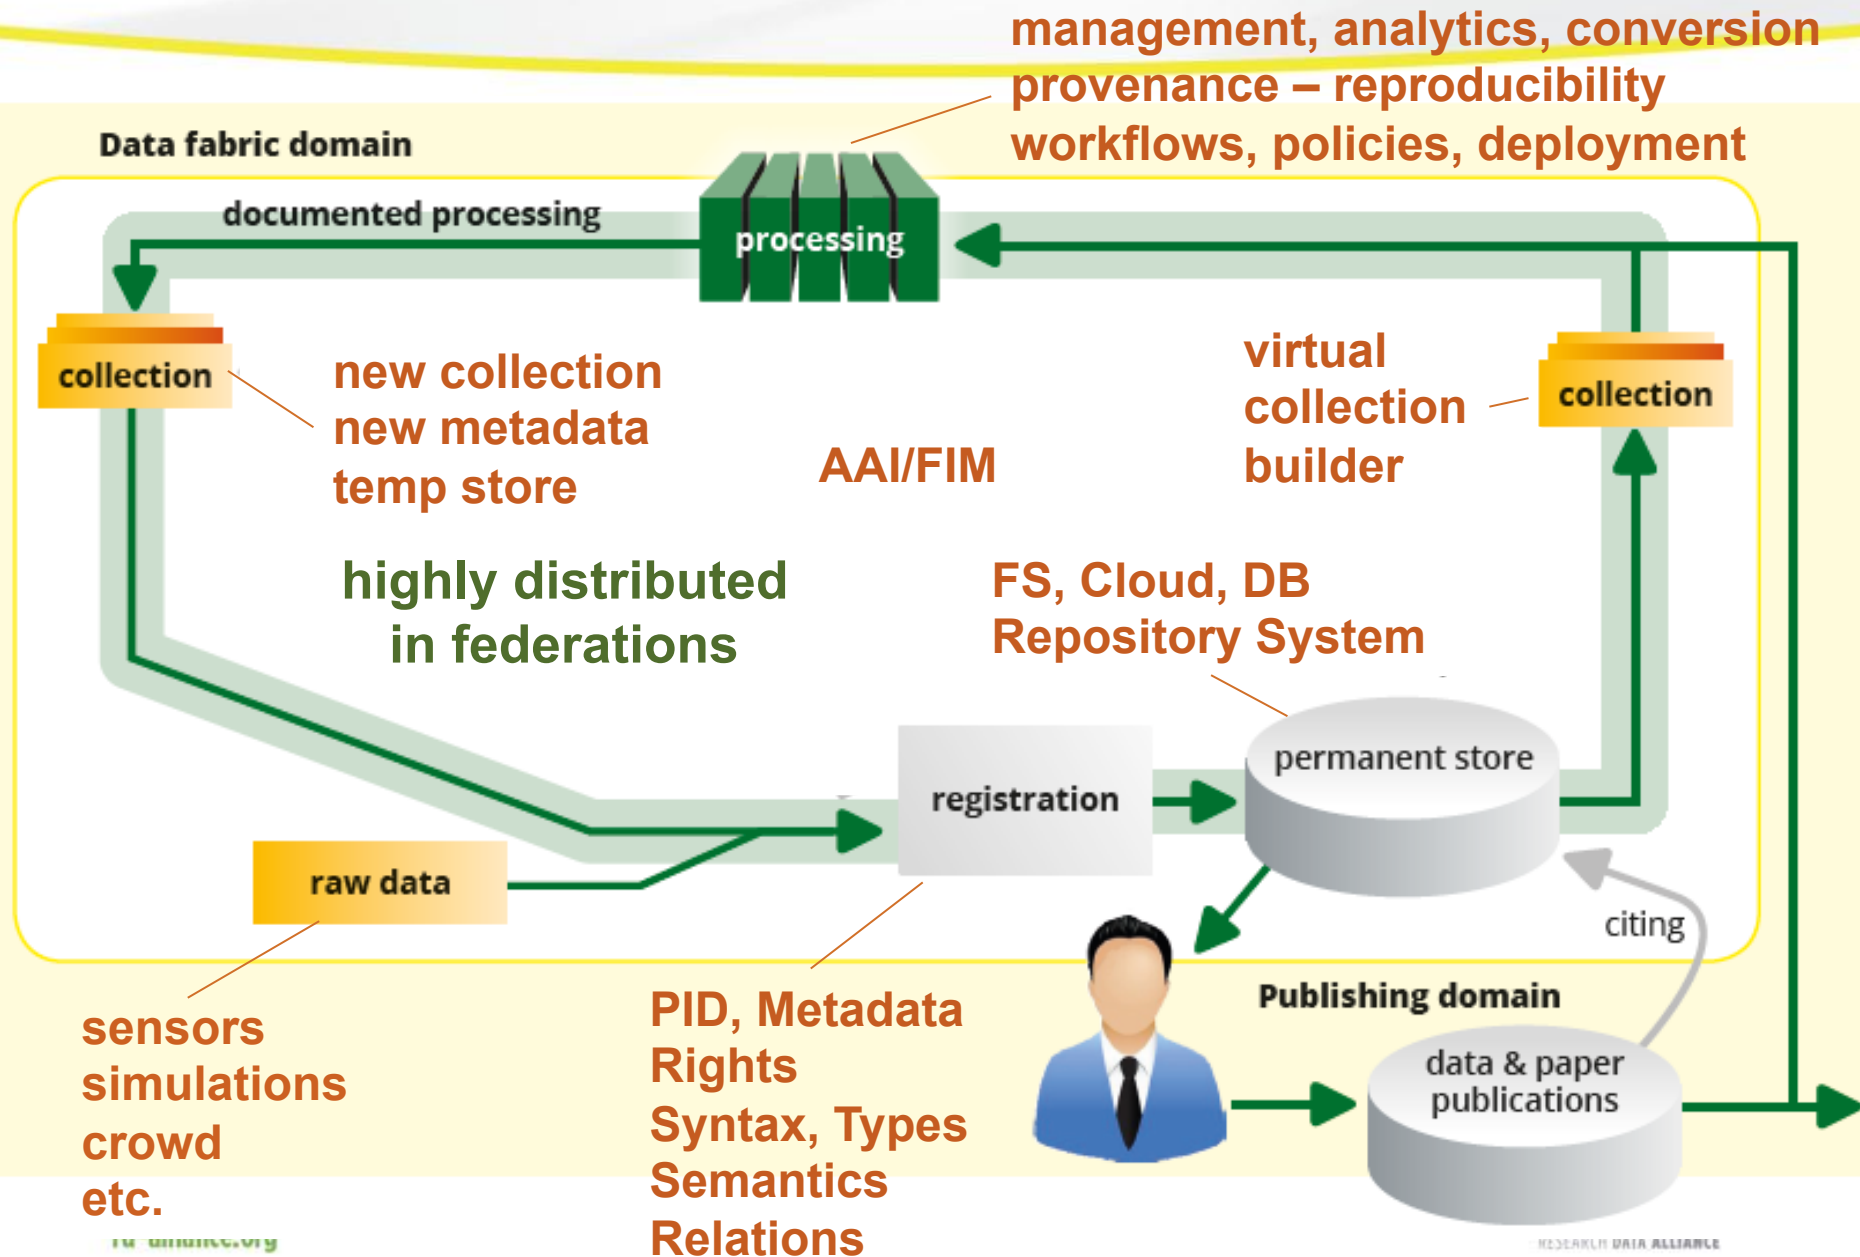 management, analytics, conversion
provenance – reproducibility
workflows, policies, deployment
Data fabric domain
documented processing
processing
collection
new collection
new metadata
temp store
AAI/FIM
virtual
collection
builder
collection
highly distributed
in federations
FS, Cloud, DB
Repository System
permanent store
registration
raw data
citing
sensors
simulations
crowd
etc.
PID, Metadata
Rights
Syntax, Types
Semantics
Relations
Publishing domain
data & paper
publications
RESEARCH DATA ALLIANCE